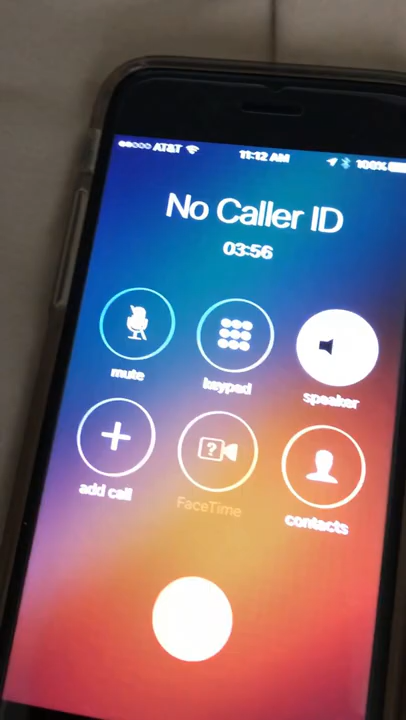 AT&T 11:12 AM 100%
No Caller ID
03:56
mute keypad speaker
add call FaceTime contacts